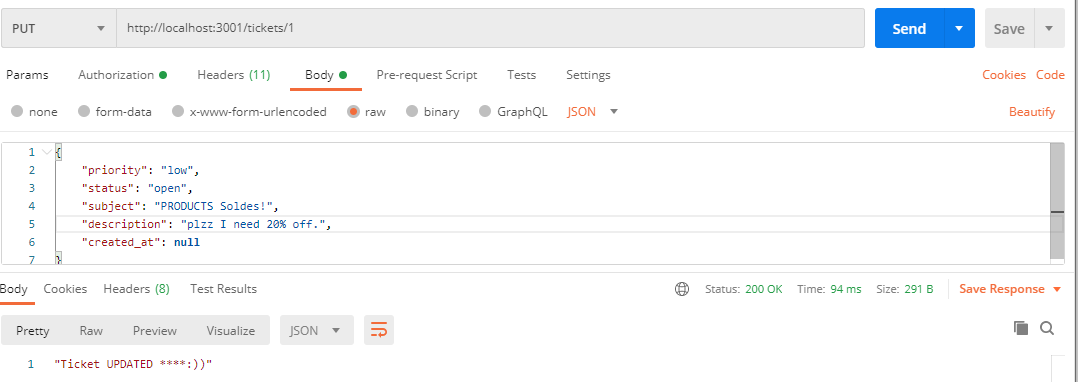 PUT http://localhost:3001/tickets/1 Send Save
Params Authorization Headers (11) Body Pre-request Script Tests Settings Cookies Code
none form-data x-www-form-urlencoded raw binary GraphQL JSON Beautify
1 {
2 "priority": "low",
3 "status": "open",
4 "subject": "PRODUCTS Soldes!",
5 "description": "plzz I need 20% off.",
6 "created_at": null
7 }
Body Cookies Headers (8) Test Results Status: 200 OK Time: 94 ms Size: 291 B Save Response
Pretty Raw Preview Visualize JSON
1 "Ticket UPDATED ****:))"